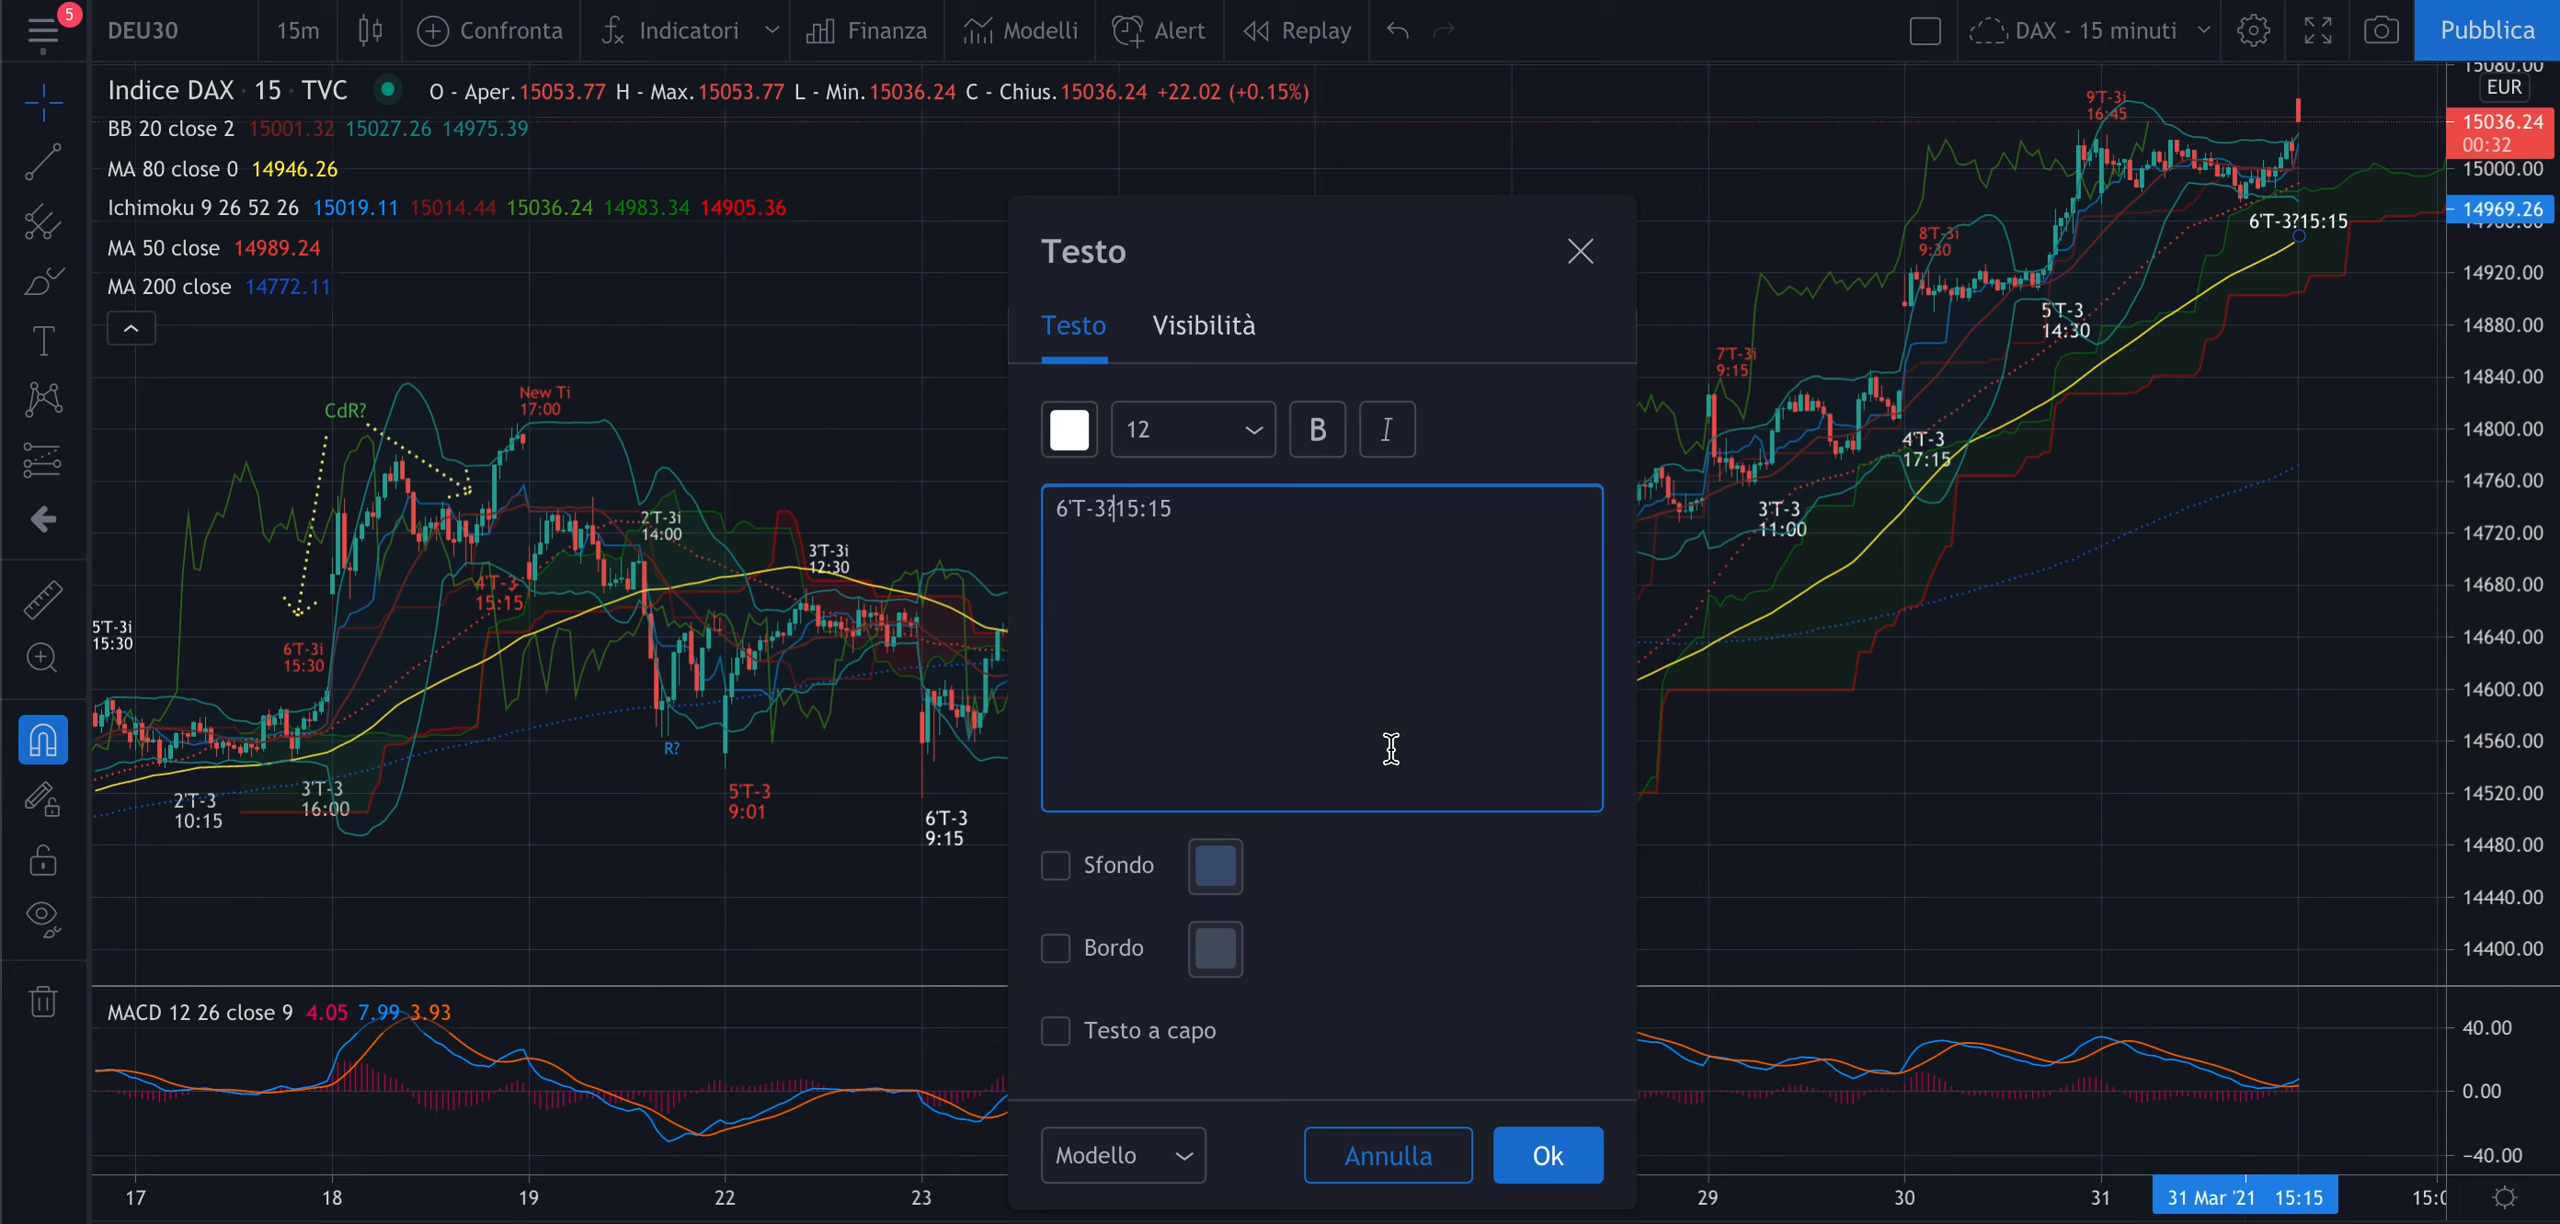 5
DEU30
15m
Confronta
Indicatori
Finanza
Modelli
Alert
Replay
DAX - 15 minuti
Pubblica
Indice DAX · 15 · TVC
O - Aper.15053.77 H - Max.15053.77 L - Min.15036.24 C - Chius.15036.24 +22.02 (+0.15%)
BB 20 close 2 15001.32 15027.26 14975.39
MA 80 close 0 14946.26
Ichimoku 9 26 52 26 15019.11 15014.44 15036.24 14983.34 14905.36
MA 50 close 14989.24
MA 200 close 14772.11
CdR?
New Ti
17:00
2'T-3i
14:00
3'T-3i
12:30
4'T-3
15:15
5'T-3i
15:30
6'T-3i
15:30
R?
2'T-3
10:15
3'T-3
16:00
5'T-3
9:01
6'T-3
9:15
Testo
Testo
Visibilità
12
B
I
6'T-3?15:15
Sfondo
Bordo
Testo a capo
Modello
Annulla
Ok
9'T-3i
16:45
8'T-3i
9:30
7'T-3i
9:15
6'T-3?15:15
5'T-3
14:30
4'T-3
17:15
3'T-3
11:00
15080.00
EUR
15036.24
00:32
15000.00
14969.26
14920.00
14880.00
14840.00
14800.00
14760.00
14720.00
14680.00
14640.00
14600.00
14560.00
14520.00
14480.00
14440.00
14400.00
MACD 12 26 close 9 4.05 7.99 3.93
40.00
0.00
−40.00
17
18
19
22
23
29
30
31
31 Mar '21 15:15